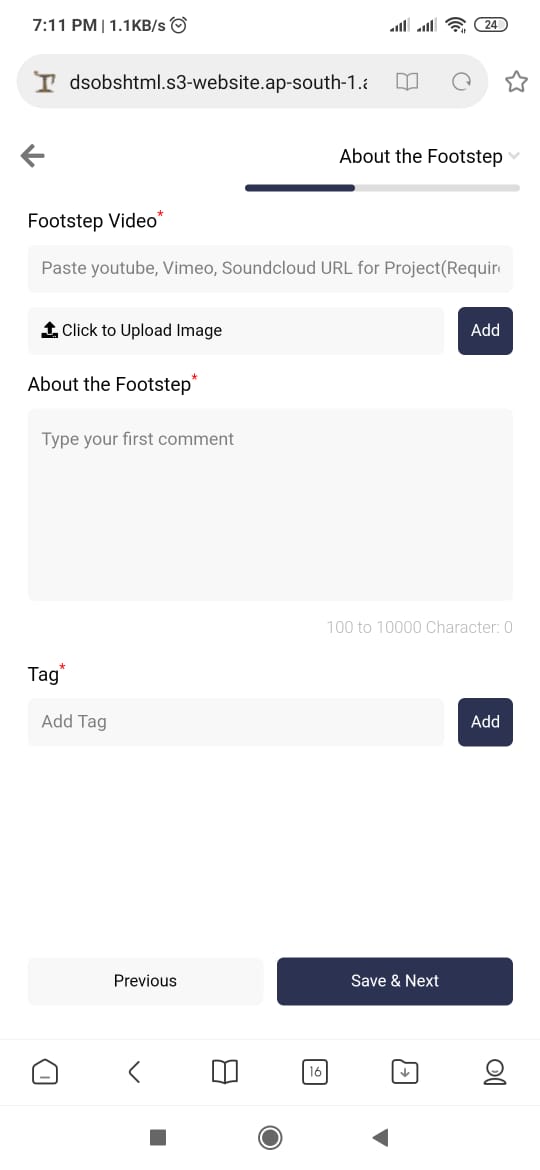 7:11 PM | 1.1KB/s
24
dsobshtml.s3-website.ap-south-1.a
About the Footstep
Footstep Video*
Paste youtube, Vimeo, Soundcloud URL for Project(Requir
Click to Upload Image
Add
About the Footstep*
Type your first comment
100 to 10000 Character: 0
Tag*
Add Tag
Add
Previous
Save & Next
16